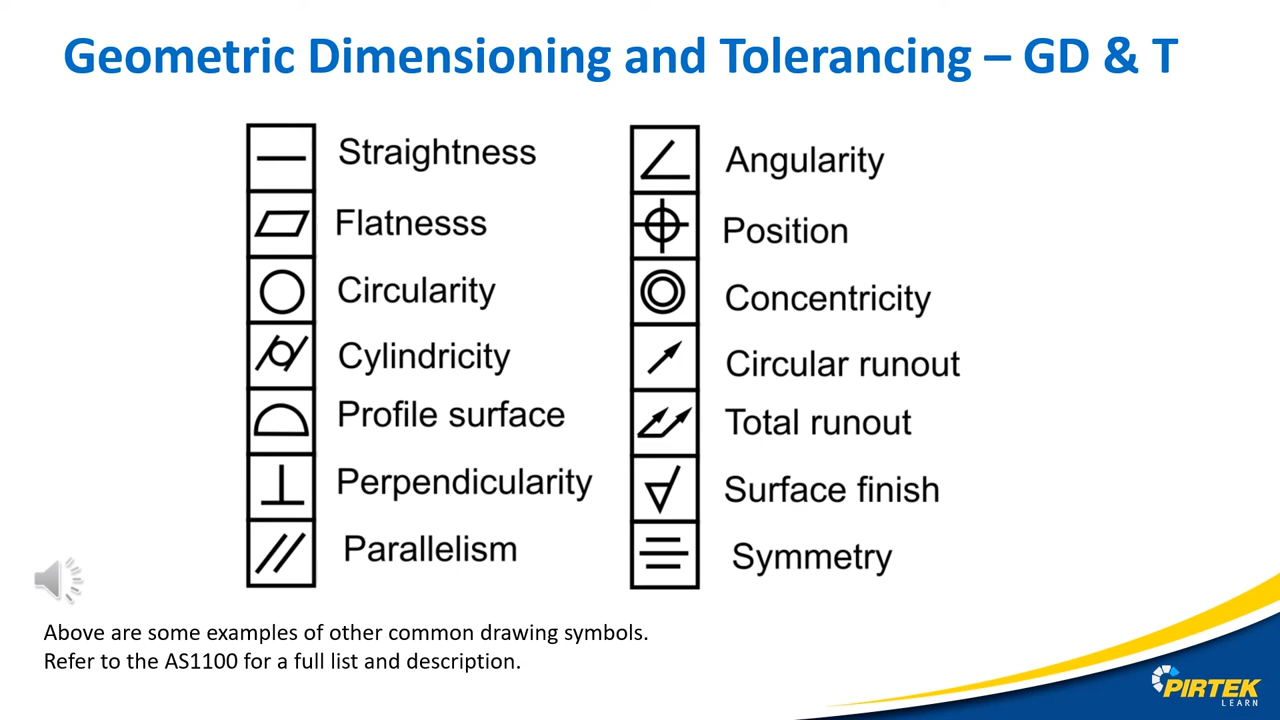 Geometric Dimensioning and Tolerancing – GD & T
Straightness
Flatnesss
Circularity
Cylindricity
Profile surface
Perpendicularity
Parallelism
Angularity
Position
Concentricity
Circular runout
Total runout
Surface finish
Symmetry
Above are some examples of other common drawing symbols.
Refer to the AS1100 for a full list and description.
PIRTEK
LEARN